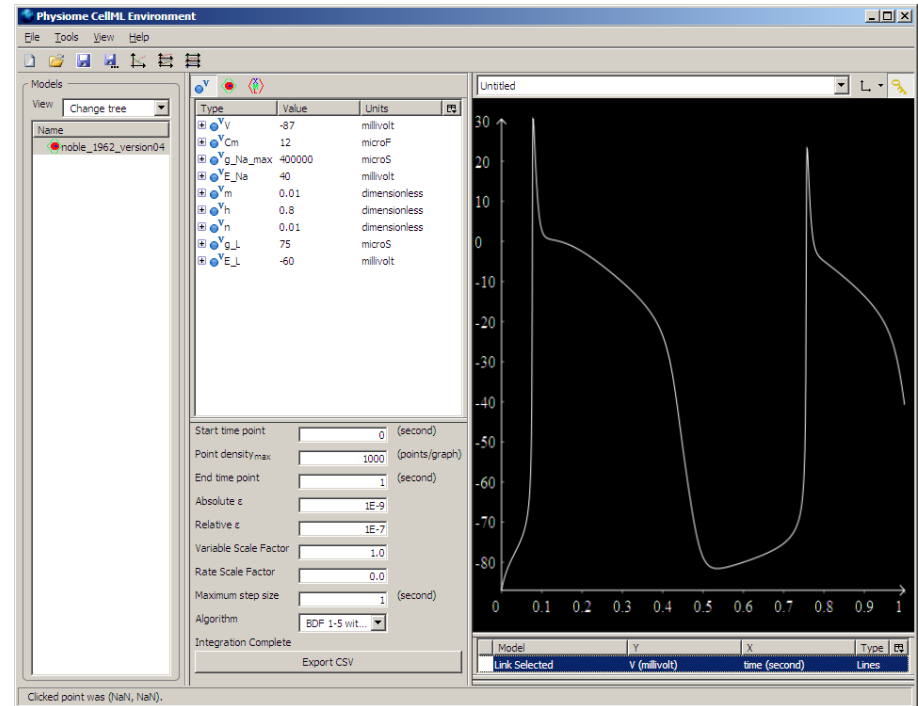 Physiome CellML Environment
File Tools View Help
Models
View Change tree
Name
noble_1962_version04
Type Value Units
V -87 millivolt
Cm 12 microF
g_Na_max 400000 microS
E_Na 40 millivolt
m 0.01 dimensionless
h 0.8 dimensionless
n 0.01 dimensionless
g_L 75 microS
E_L -60 millivolt
Start time point 0 (second)
Point density max 1000 (points/graph)
End time point 1 (second)
Absolute ε 1E-9
Relative ε 1E-7
Variable Scale Factor 1.0
Rate Scale Factor 0.0
Maximum step size 1 (second)
Algorithm BDF 1-5 wit...
Integration Complete
Export CSV
Untitled
30
20
10
0
-10
-20
-30
-40
-50
-60
-70
-80
0 0.1 0.2 0.3 0.4 0.5 0.6 0.7 0.8 0.9 1
Model Y X Type
Link Selected V (millivolt) time (second) Lines
Clicked point was (NaN, NaN).